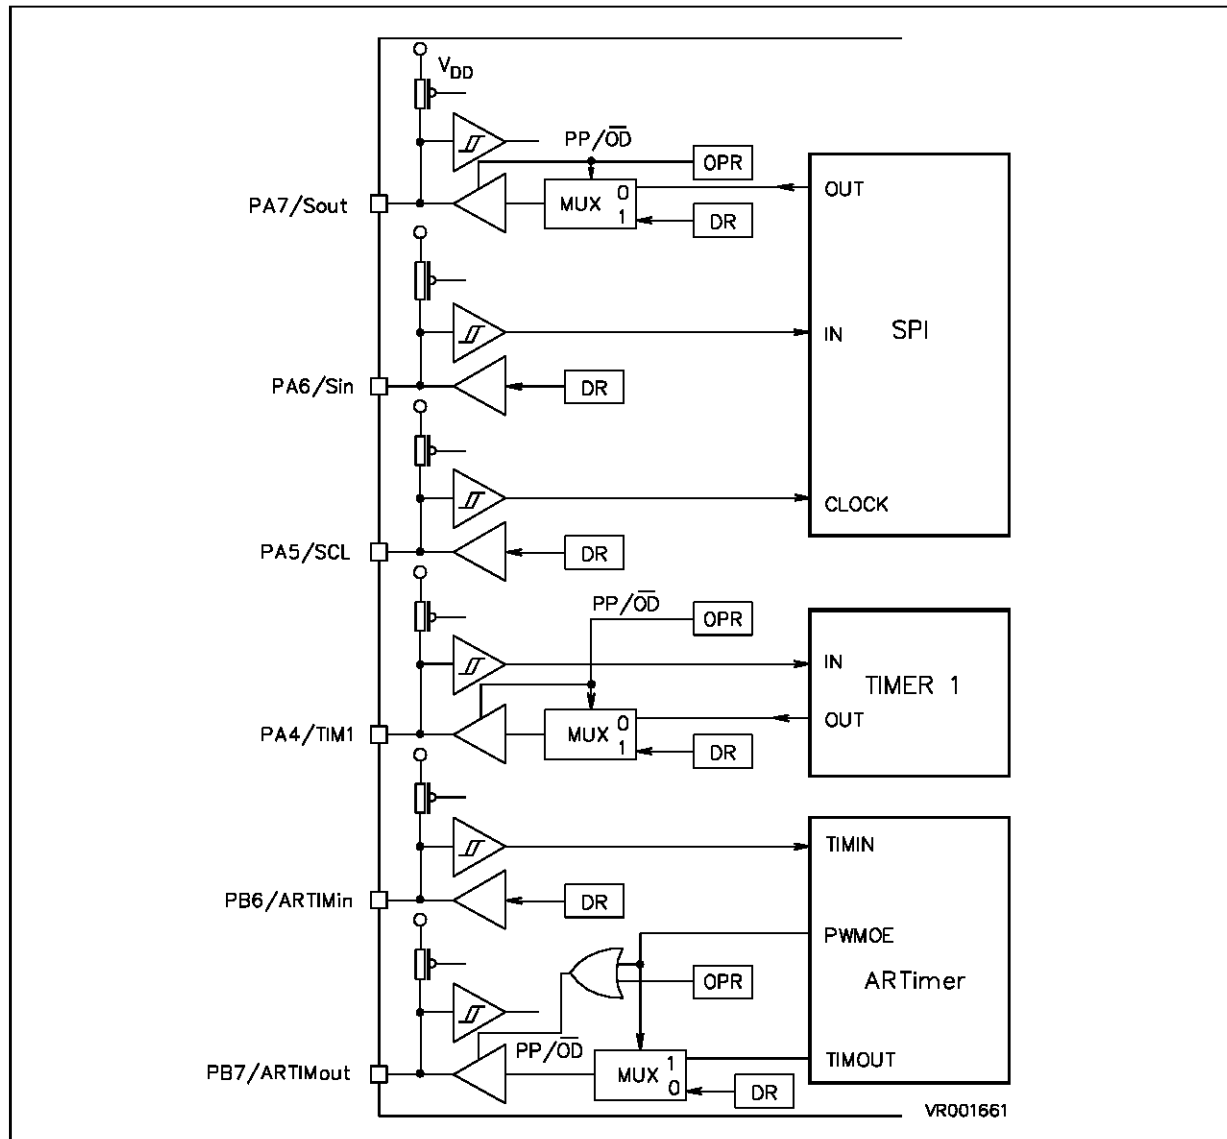 VDD
PP/OD
OPR
PA7/Sout
MUX 0
1
DR
OUT
IN
SPI
PA6/Sin
DR
CLOCK
PA5/SCL
DR
PP/OD
OPR
IN
TIMER 1
OUT
PA4/TIM1
MUX 0
1
DR
TIMIN
PB6/ARTIMin
DR
PWMOE
OPR
ARTimer
PP/OD
PB7/ARTIMout
MUX 1
0
TIMOUT
DR
VR001661